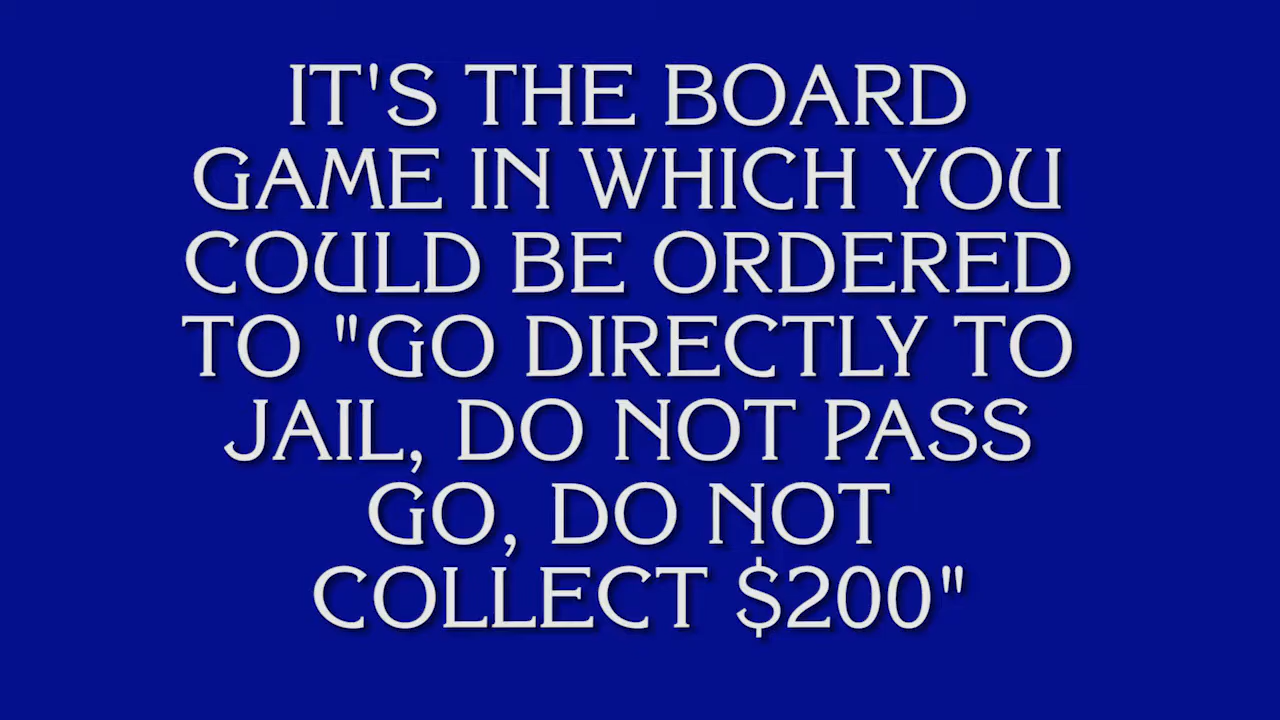 IT'S THE BOARD
GAME IN WHICH YOU
COULD BE ORDERED
TO "GO DIRECTLY TO
JAIL, DO NOT PASS
GO, DO NOT
COLLECT $200"